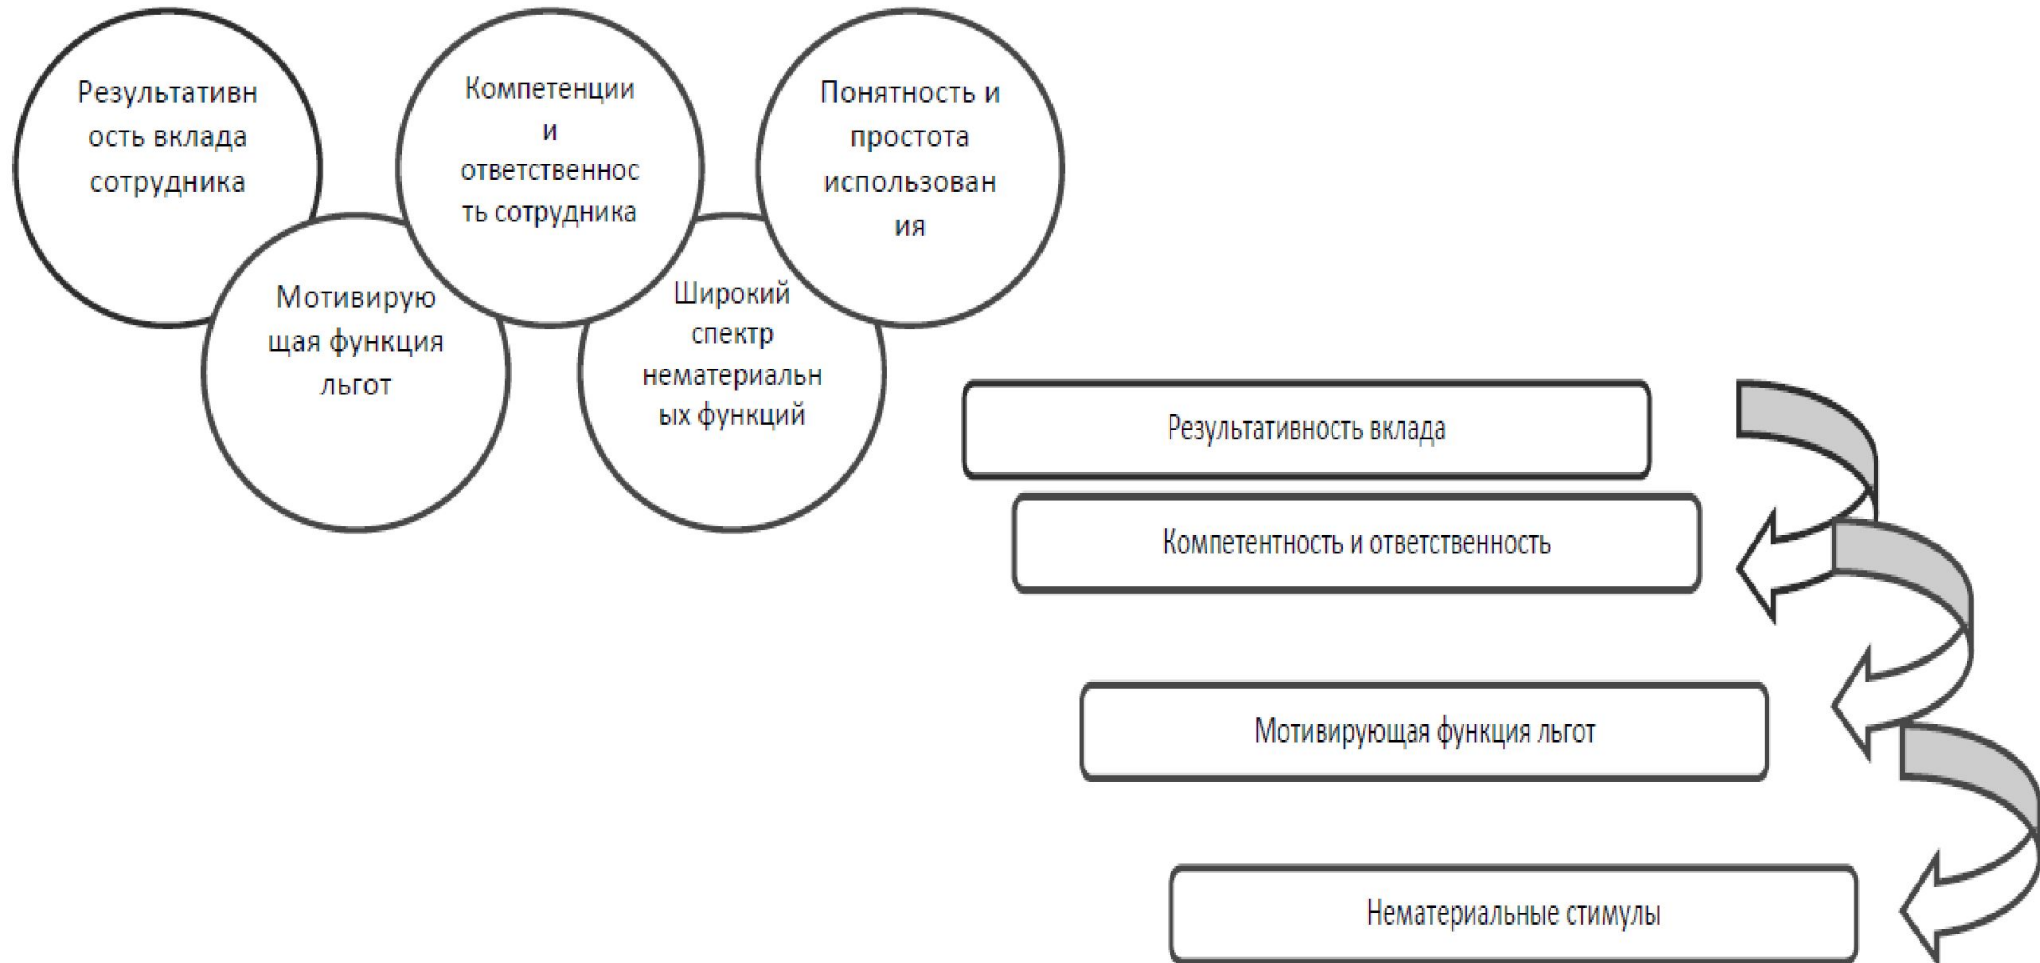 Результативн
ость вклада
сотрудника
Мотивирую
щая функция
льгот
Компетенции
и
ответственнос
ть сотрудника
Широкий
спектр
нематериальн
ых функций
Понятность и
простота
использован
ия
Результативность вклада
Компетентность и ответственность
Мотивирующая функция льгот
Нематериальные стимулы